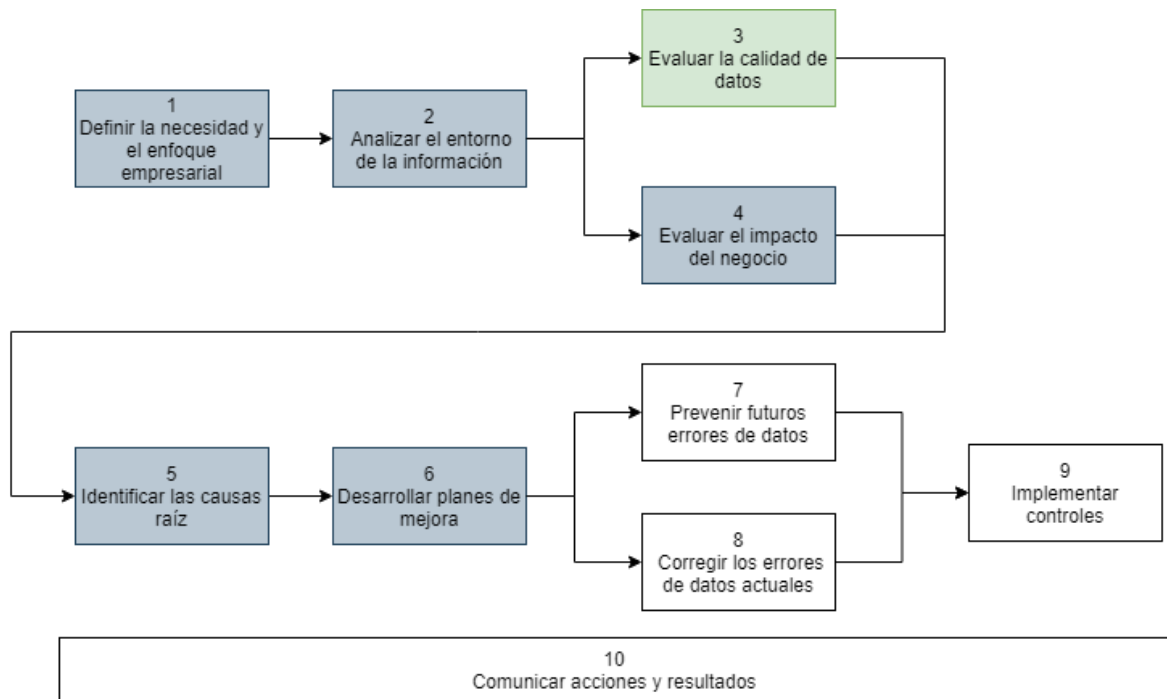 1
Definir la necesidad y
el enfoque
empresarial
2
Analizar el entorno
de la información
3
Evaluar la calidad de
datos
4
Evaluar el impacto
del negocio
5
Identificar las causas
raíz
6
Desarrollar planes de
mejora
7
Prevenir futuros
errores de datos
8
Corregir los errores
de datos actuales
9
Implementar
controles
10
Comunicar acciones y resultados